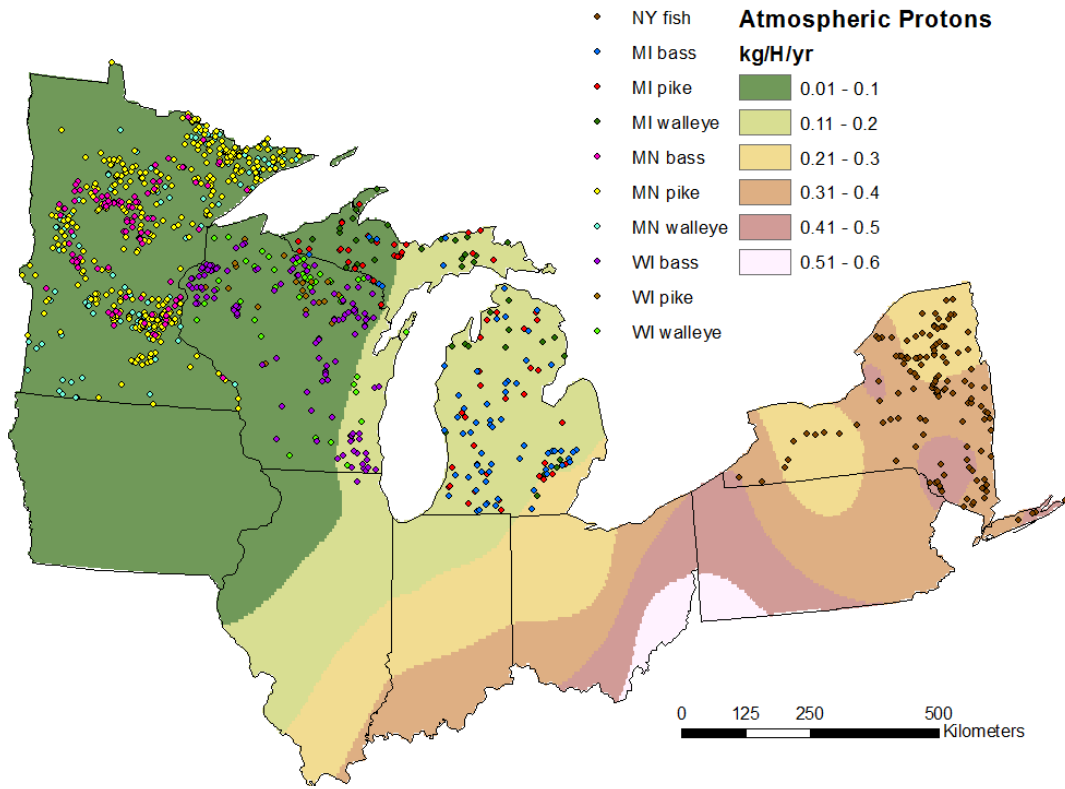 NY fish
MI bass
MI pike
MI walleye
MN bass
MN pike
MN walleye
WI bass
WI pike
WI walleye
Atmospheric Protons
kg/H/yr
0.01 - 0.1
0.11 - 0.2
0.21 - 0.3
0.31 - 0.4
0.41 - 0.5
0.51 - 0.6
0 125 250 500
Kilometers